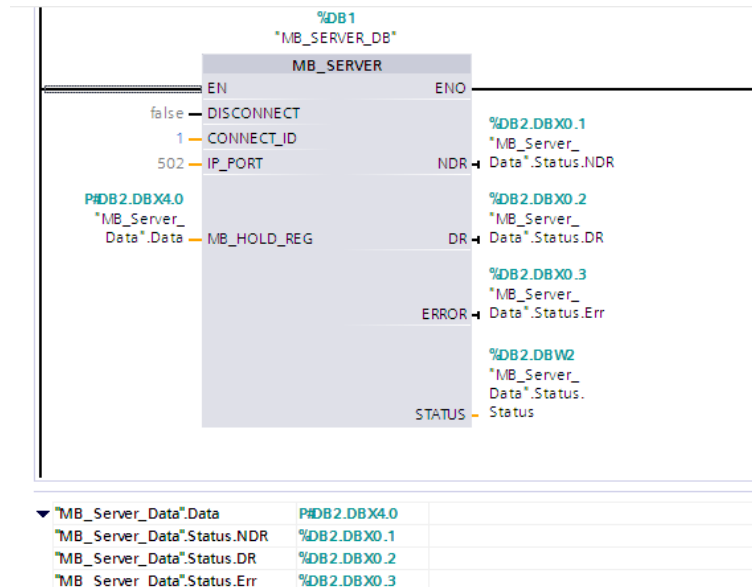 %DB1
"MB_SERVER_DB"
MB_SERVER
EN
ENO
false
DISCONNECT
1
CONNECT_ID
502
IP_PORT
NDR
%DB2.DBX0.1
"MB_Server_
Data".Status.NDR
P#DB2.DBX4.0
"MB_Server_
Data".Data
MB_HOLD_REG
DR
%DB2.DBX0.2
"MB_Server_
Data".Status.DR
ERROR
%DB2.DBX0.3
"MB_Server_
Data".Status.Err
STATUS
%DB2.DBW2
"MB_Server_
Data".Status.
Status
"MB_Server_Data".Data P#DB2.DBX4.0
"MB_Server_Data".Status.NDR %DB2.DBX0.1
"MB_Server_Data".Status.DR %DB2.DBX0.2
"MB_Server_Data".Status.Err %DB2.DBX0.3